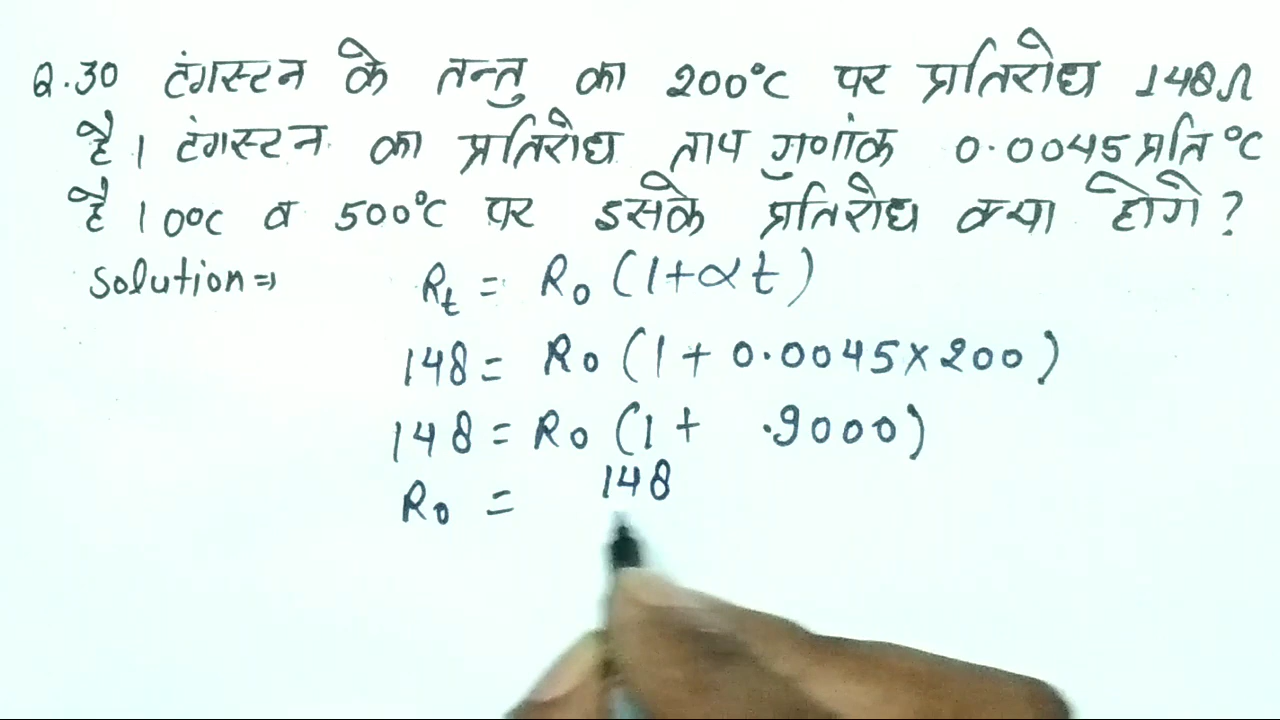 Q.30 टंगस्टन के तन्तु का 200°C पर प्रतिरोध 148Ω
है। टंगस्टन का प्रतिरोध ताप गुणांक 0.0045 प्रति °C
है। 0°C व 500°C पर इसके प्रतिरोध क्या होगे?
Solution⇒ Rt = R0 (1+αt)
148 = R0 (1 + 0.0045 × 200)
148 = R0 (1 + .9000)
R0 = 148